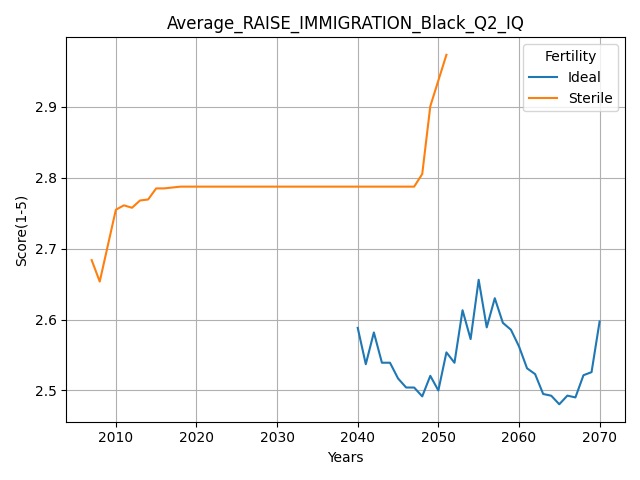 Average_RAISE_IMMIGRATION_Black_Q2_IQ
Fertility
Ideal
Sterile
Score(1-5)
2.9
2.8
2.7
2.6
2.5
2010 2020 2030 2040 2050 2060 2070
Years